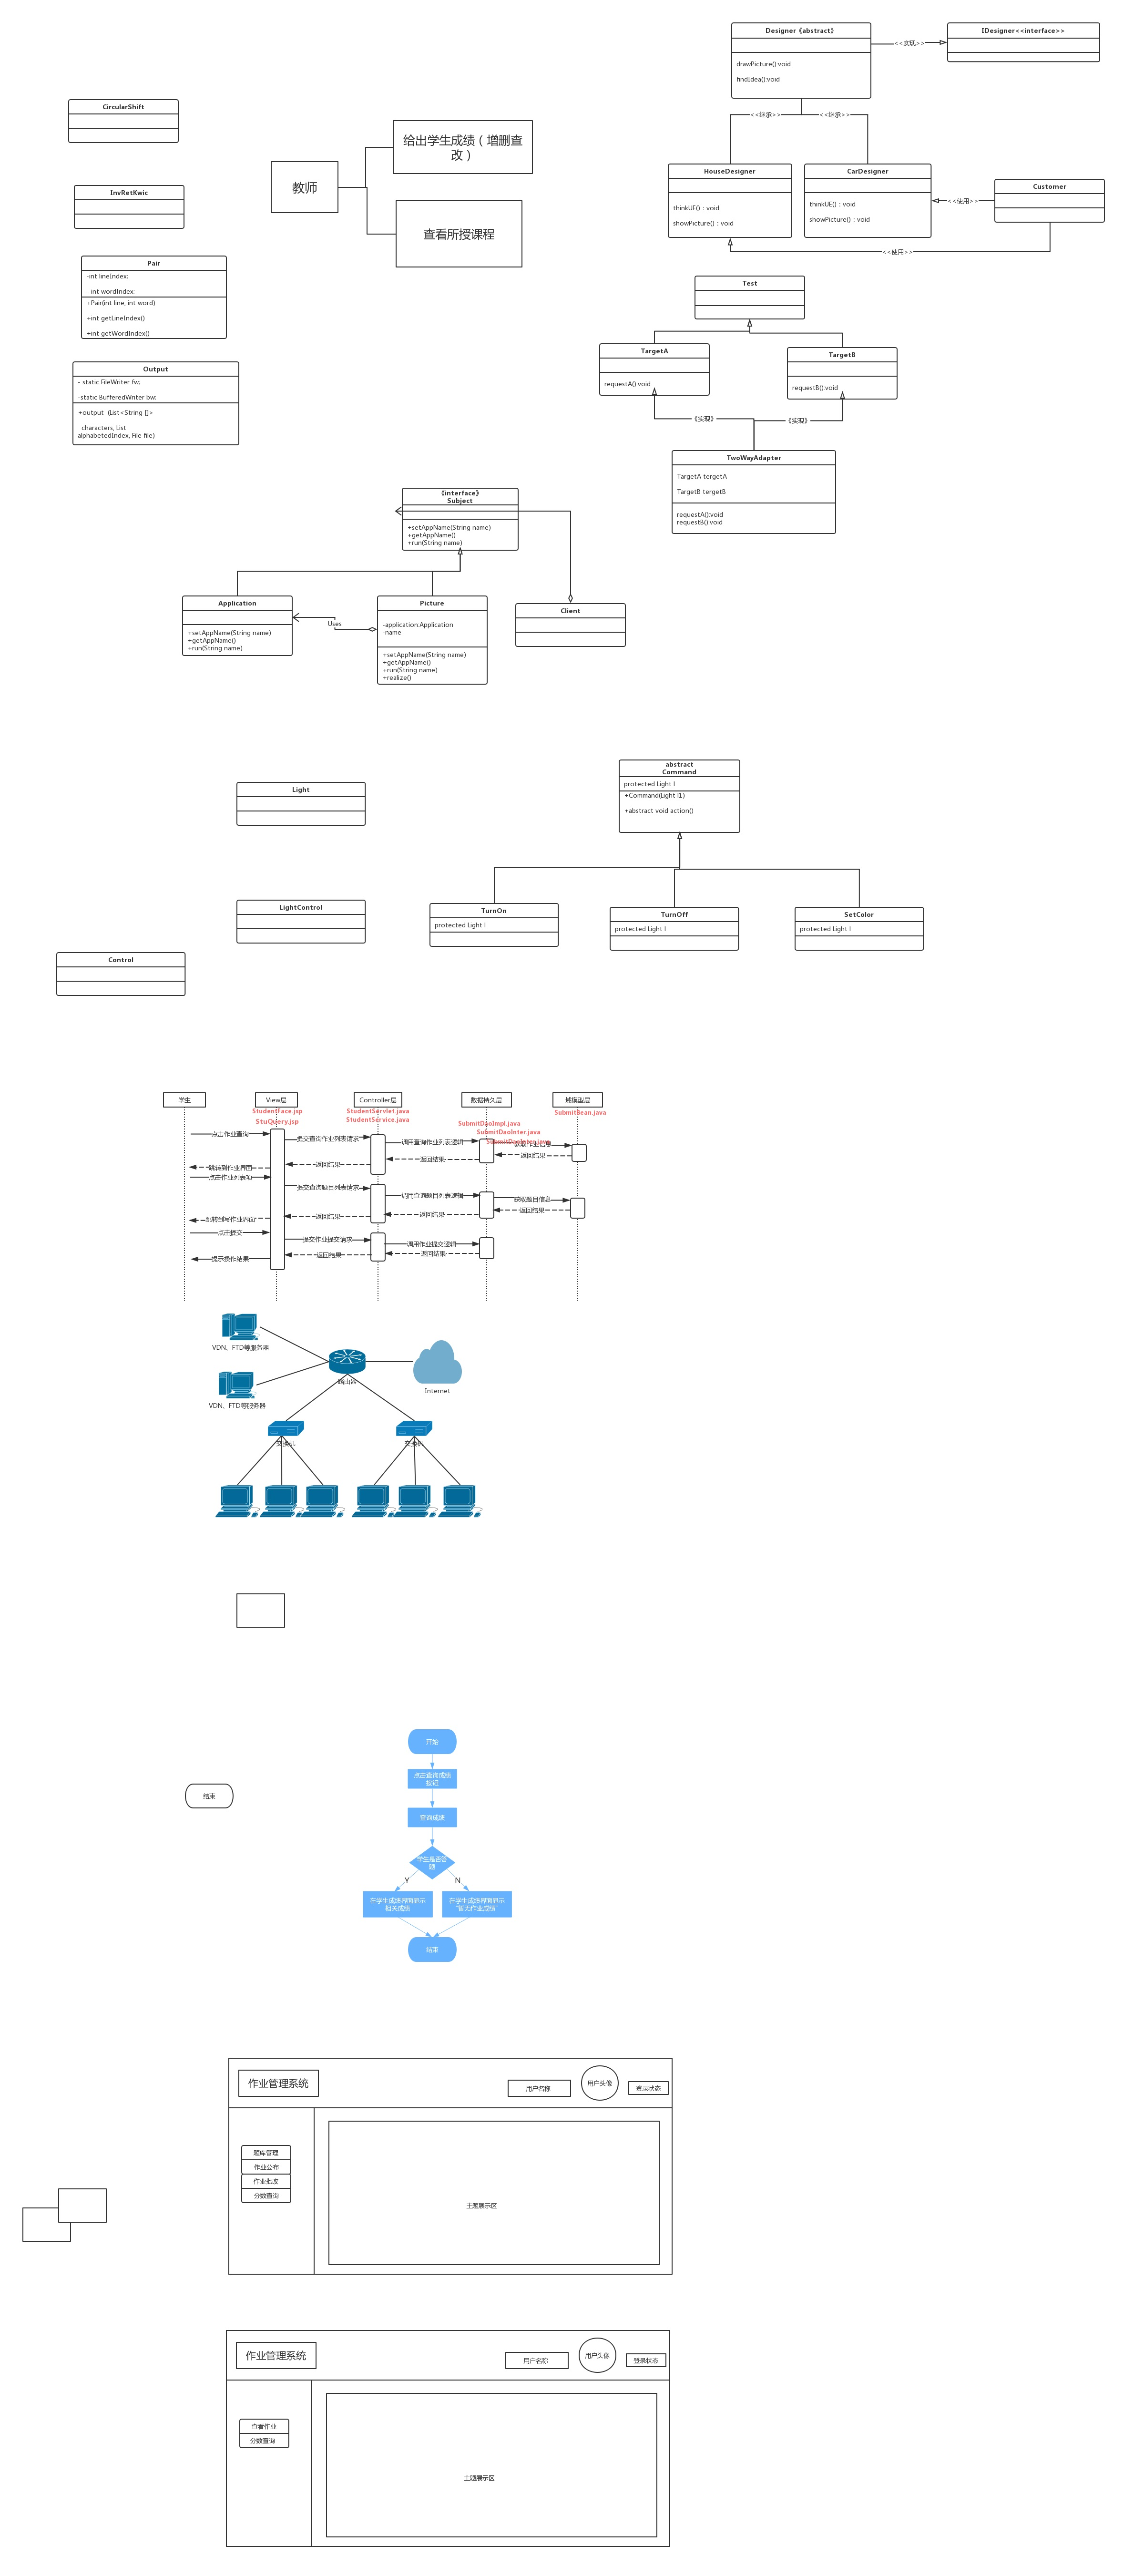 Designer《abstract》
drawPicture():void
findIdea():void
<<实现>>
IDesigner<<interface>>
<<继承>>
<<继承>>
HouseDesigner
thinkUE()：void
showPicture()：void
CarDesigner
thinkUE()：void
showPicture()：void
<<使用>>
Customer
<<使用>>
CircularShift
InvRetKwic
Pair
-int lineIndex;
- int wordIndex;
+Pair(int line, int word)
+int getLineIndex()
+int getWordIndex()
Output
- static FileWriter fw;
-static BufferedWriter bw;
+output（List<String []>
characters, List
alphabetedIndex, File file)
教师
给出学生成绩（增删查
改）
查看所授课程
Test
TargetA
requestA():void
TargetB
requestB():void
《实现》
《实现》
TwoWayAdapter
TargetA tergetA
TargetB tergetB
requestA():void
requestB():void
《interface》
Subject
+setAppName(String name)
+getAppName()
+run(String name)
Application
+setAppName(String name)
+getAppName()
+run(String name)
Uses
Picture
-application:Application
-name
+setAppName(String name)
+getAppName()
+run(String name)
+realize()
Client
abstract
Command
protected Light l
+Command(Light l1)
+abstract void action()
Light
LightControl
Control
TurnOn
protected Light l
TurnOff
protected Light l
SetColor
protected Light l
学生
View层
Controller层
数据持久层
域模型层
StudentFace.jsp
StuQuery.jsp
StudentServlet.java
StudentService.java
SubmitDaoImpl.java
SubmitDaoInter.java
SubmitBean.java
点击作业查询
提交查询作业列表请求
调用查询作业列表逻辑
获取作业信息
返回结果
返回结果
返回结果
跳转到作业界面
点击作业列表项
提交查询题目列表请求
调用查询题目列表逻辑
获取题目信息
返回结果
返回结果
返回结果
跳转到写作业界面
点击提交
提交作业提交请求
调用作业提交逻辑
返回结果
返回结果
提示操作结果
VDN、FTD等服务器
VDN、FTD等服务器
路由器
Internet
交换机
交换机
开始
点击查询成绩
按钮
查询成绩
学生是否答
题
Y
N
在学生成绩界面显示
相关成绩
在学生成绩界面显示
“暂无作业成绩”
结束
结束
作业管理系统
用户名称
用户头像
登录状态
题库管理
作业公布
作业批改
分数查询
主题展示区
作业管理系统
用户名称
用户头像
登录状态
查看作业
分数查询
主题展示区